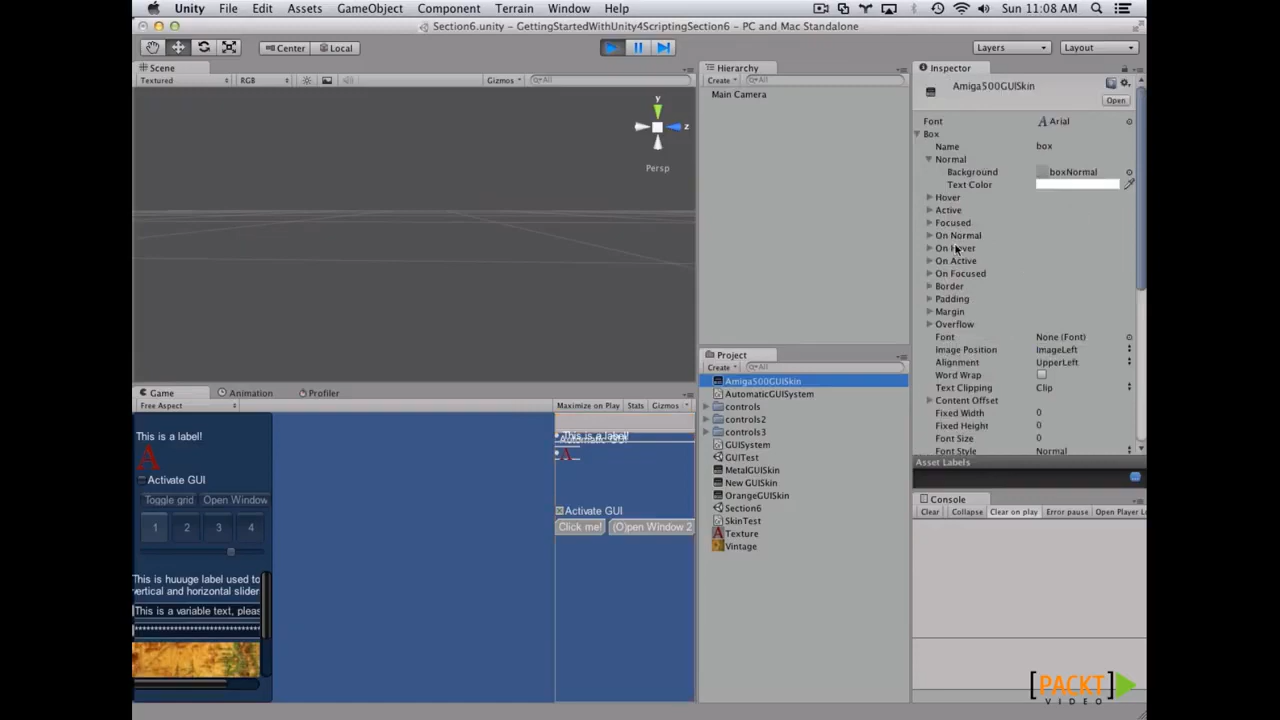 Unity File Edit Assets GameObject Component Terrain Window Help Sun 11:08 AM
Section6.unity - GettingStartedWithUnity4ScriptingSection6 - PC and Mac Standalone
Center Local Layers Layout
Scene
Textured RGB Gizmos All
y
z
Persp
Game Animation Profiler
Free Aspect Maximize on Play Stats Gizmos
This is a label!
A
Activate GUI
Toggle grid Open Window
1 2 3 4
This is huuuge label used to
vertical and horizontal slider
This is a variable text, pleas
******************************
This is a label!
A
Activate GUI
Click me! (O)pen Window 2
Hierarchy
Create All
Main Camera
Project
Create All
Amiga500GUISkin
AutomaticGUISystem
controls
controls2
controls3
GUISystem
GUITest
MetalGUISkin
New GUISkin
OrangeGUISkin
Section6
SkinTest
Texture
Vintage
Inspector
Amiga500GUISkin
Open
Font Arial
Box
Name box
Normal
Background boxNormal
Text Color
Hover
Active
Focused
On Normal
On Hover
On Active
On Focused
Border
Padding
Margin
Overflow
Font None (Font)
Image Position ImageLeft
Alignment UpperLeft
Word Wrap
Text Clipping Clip
Content Offset
Fixed Width 0
Fixed Height 0
Font Size 0
Font Style Normal
Asset Labels
Console
Clear Collapse Clear on play Error pause Open Player L
[PACKT]
VIDEO